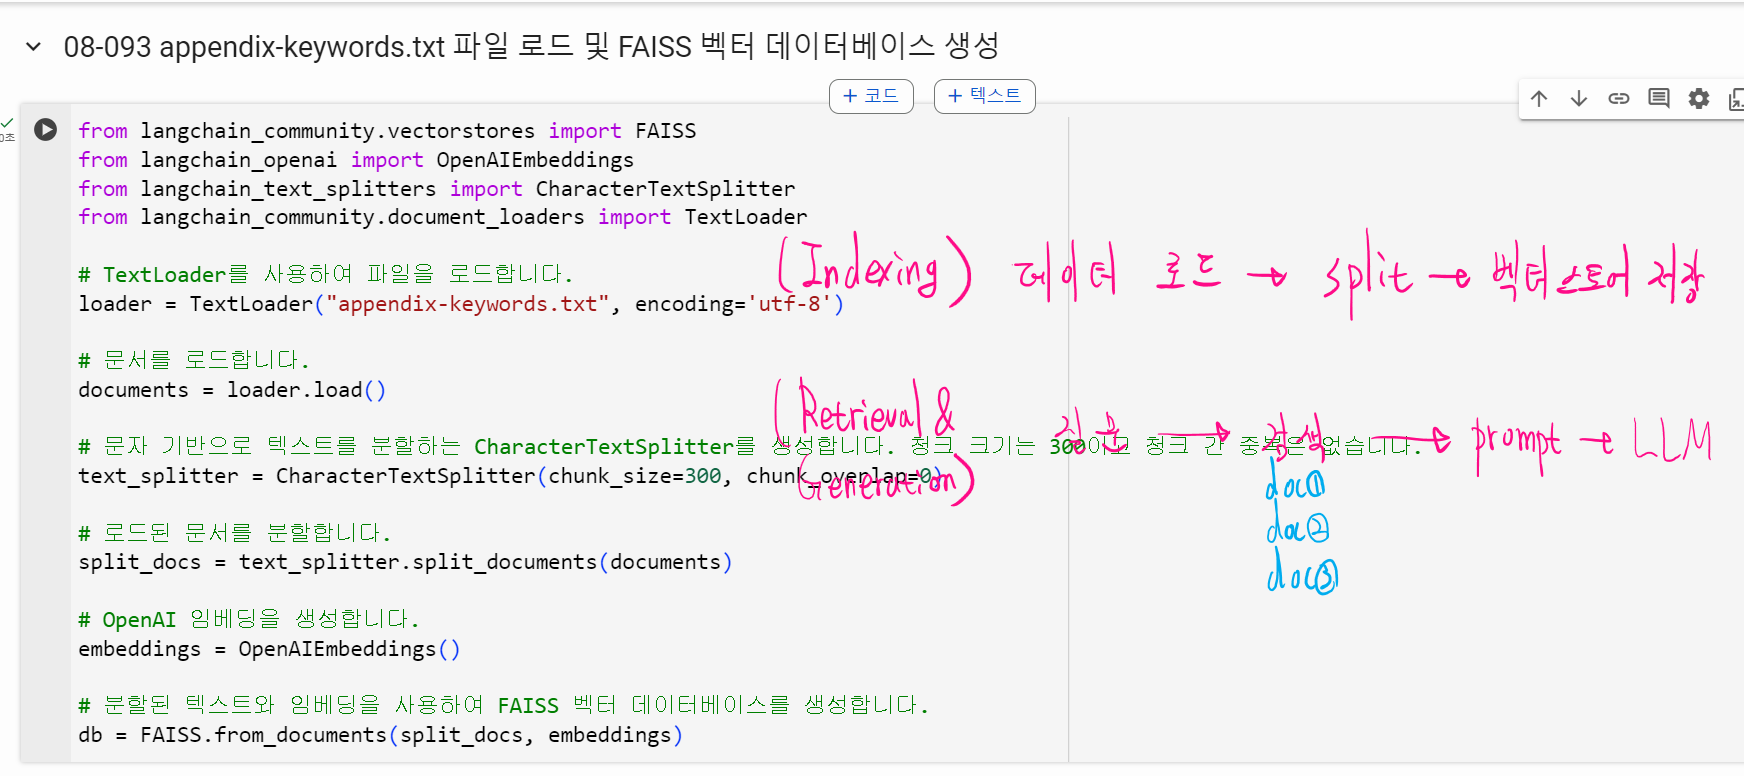 08-093 appendix-keywords.txt 파일 로드 및 FAISS 벡터 데이터베이스 생성
+ 코드 + 텍스트
0초
from langchain_community.vectorstores import FAISS
from langchain_openai import OpenAIEmbeddings
from langchain_text_splitters import CharacterTextSplitter
from langchain_community.document_loaders import TextLoader
(Indexing) 데이터 로드 → split → 벡터스토어 저장
# TextLoader를 사용하여 파일을 로드합니다.
loader = TextLoader("appendix-keywords.txt", encoding='utf-8')
# 문서를 로드합니다.
documents = loader.load()
(Retrieval & Generation) 질문 → 검색 → prompt → LLM
doc①
doc②
doc③
# 문자 기반으로 텍스트를 분할하는 CharacterTextSplitter를 생성합니다. 청크 크기는 300이고 청크 간 중복은 없습니다.
text_splitter = CharacterTextSplitter(chunk_size=300, chunk_overlap=0)
# 로드된 문서를 분할합니다.
split_docs = text_splitter.split_documents(documents)
# OpenAI 임베딩을 생성합니다.
embeddings = OpenAIEmbeddings()
# 분할된 텍스트와 임베딩을 사용하여 FAISS 벡터 데이터베이스를 생성합니다.
db = FAISS.from_documents(split_docs, embeddings)